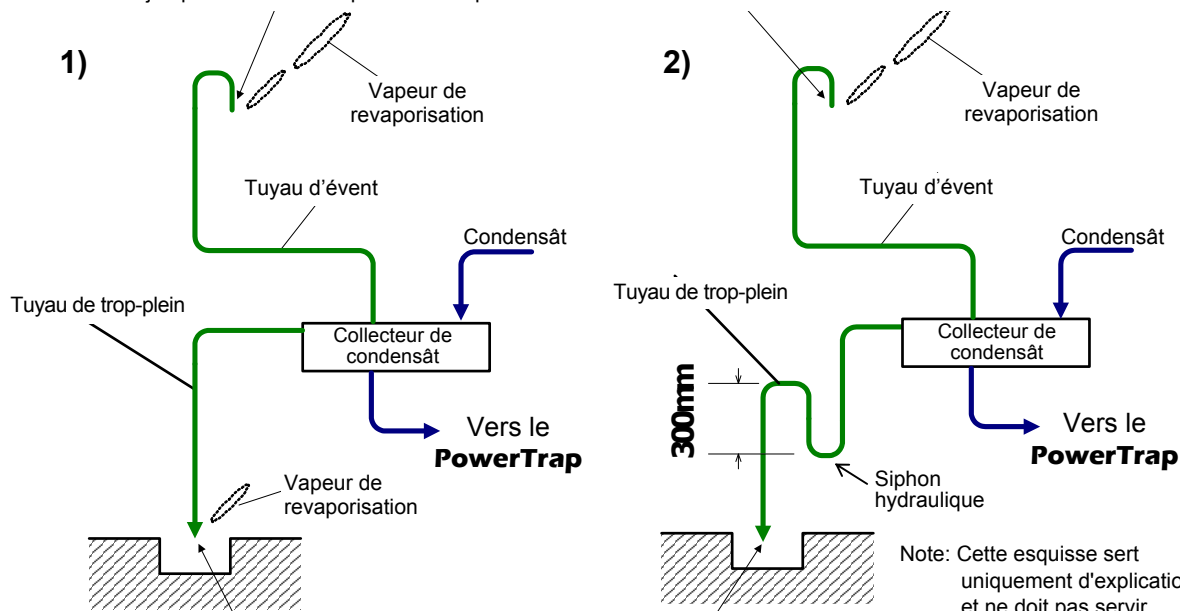 1)
Vapeur de
revaporisation
Tuyau d'évent
Condensât
Tuyau de trop-plein
Collecteur de
condensât
Vers le
PowerTrap
Vapeur de
revaporisation
2)
Vapeur de
revaporisation
Tuyau d'évent
Condensât
Tuyau de trop-plein
Collecteur de
condensât
300mm
Vers le
PowerTrap
Siphon
hydraulique
Note: Cette esquisse sert
uniquement d'explicatio
et ne doit pas servir